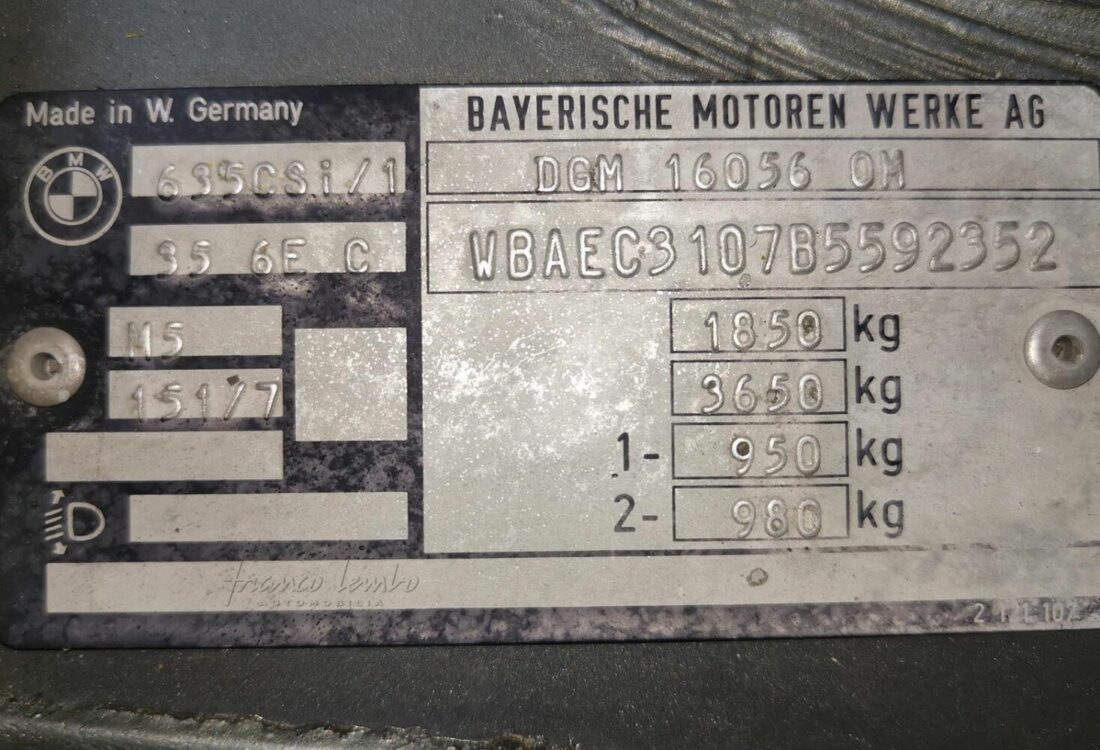 Made in W. Germany
BMW
635CSi/1
35 6E C
M5
151/7
BAYERISCHE MOTOREN WERKE AG
DGM 16056 OM
WBAEC3107B5592352
1850 kg
3650 kg
1- 950 kg
2- 980 kg
franco lembo
AUTOMOBILIA